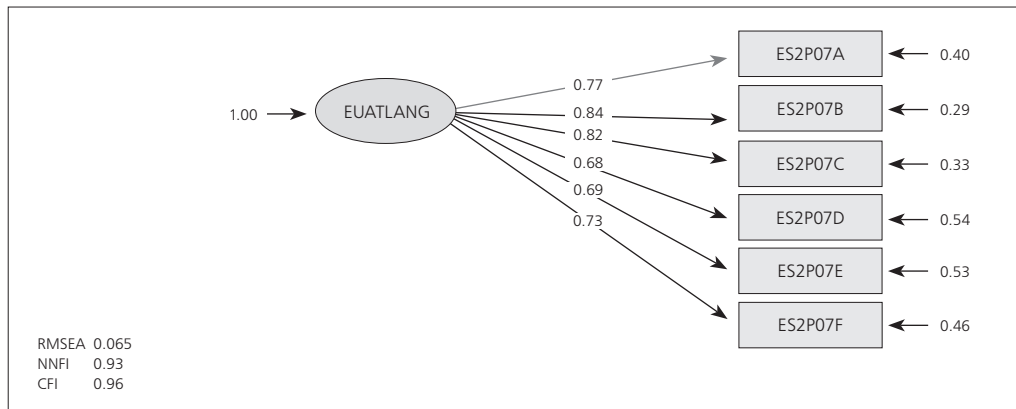 ES2P07A
0.40
0.77
1.00
EUATLANG
0.84
ES2P07B
0.29
0.82
ES2P07C
0.33
0.68
0.69
ES2P07D
0.54
0.73
ES2P07E
0.53
ES2P07F
0.46
RMSEA 0.065
NNFI 0.93
CFI 0.96